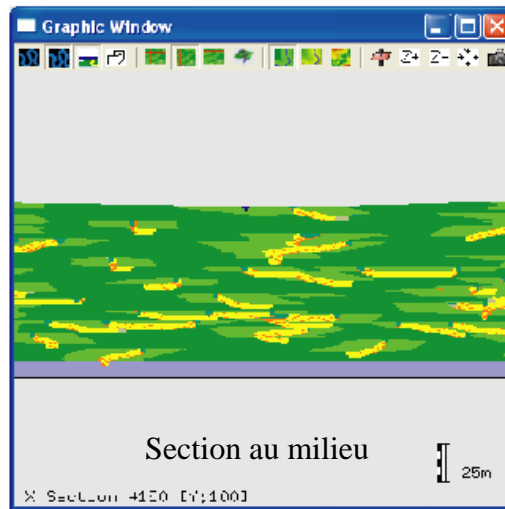 Graphic Window
Z+ Z-
Section au milieu
25m
X Section 4150 [Y;100]